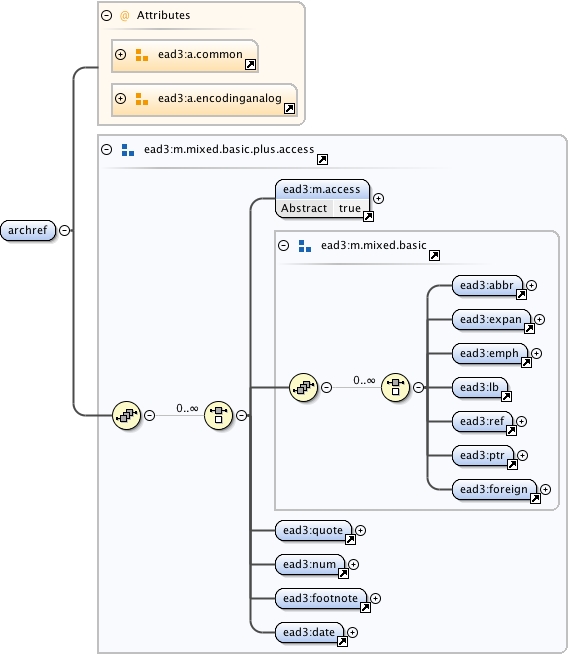 @ Attributes
ead3:a.common
ead3:a.encodinganalog
ead3:m.mixed.basic.plus.access
ead3:m.access
Abstract true
archref
ead3:m.mixed.basic
ead3:abbr
ead3:expan
ead3:emph
0..∞
ead3:lb
0..∞
ead3:ref
ead3:ptr
ead3:foreign
ead3:quote
ead3:num
ead3:footnote
ead3:date